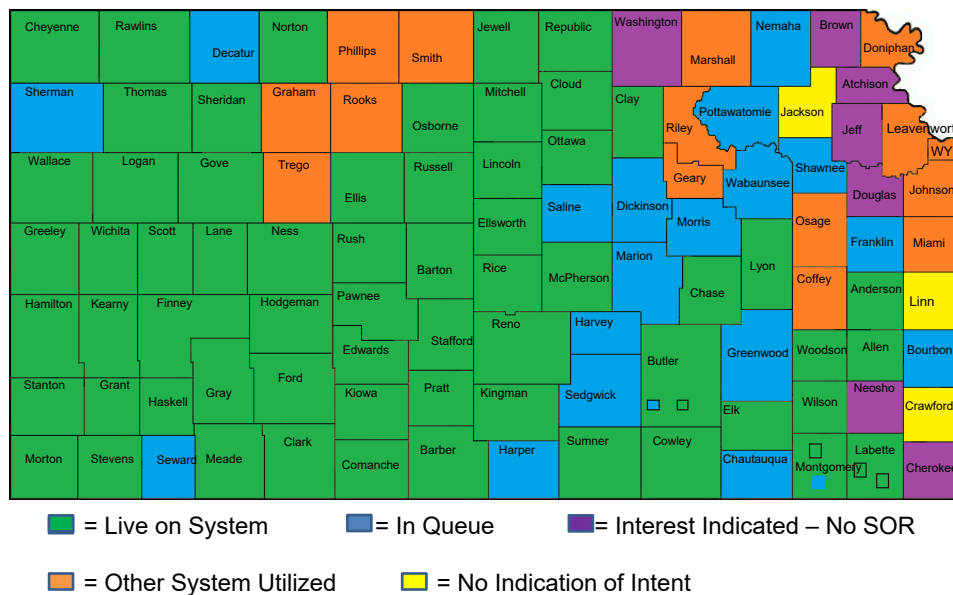 Cheyenne Rawlins Decatur Norton Phillips Smith Jewell Republic Washington Marshall Nemaha Brown Doniphan
Sherman Thomas Sheridan Graham Rooks Osborne Mitchell Cloud Clay Riley Pottawatomie Jackson Atchison
Jeff Leavenwort
Wallace Logan Gove Trego Ellis Russell Lincoln Ottawa Geary Wabaunsee Shawnee WY
Saline Dickinson Morris Douglas Johnson
Greeley Wichita Scott Lane Ness Rush Barton Ellsworth Osage Franklin Miami
Rice McPherson Marion Chase Lyon Coffey Anderson Linn
Hamilton Kearny Finney Hodgeman Pawnee Stafford Reno Harvey
Edwards Butler Greenwood Woodson Allen Bourbon
Stanton Grant Haskell Gray Ford Kiowa Pratt Kingman Sedgwick Elk Wilson Neosho Crawford
Morton Stevens Seward Meade Clark Comanche Barber Harper Sumner Cowley Chautauqua Montgomery Labette Cherokee
= Live on System = In Queue = Interest Indicated – No SOR
= Other System Utilized = No Indication of Intent